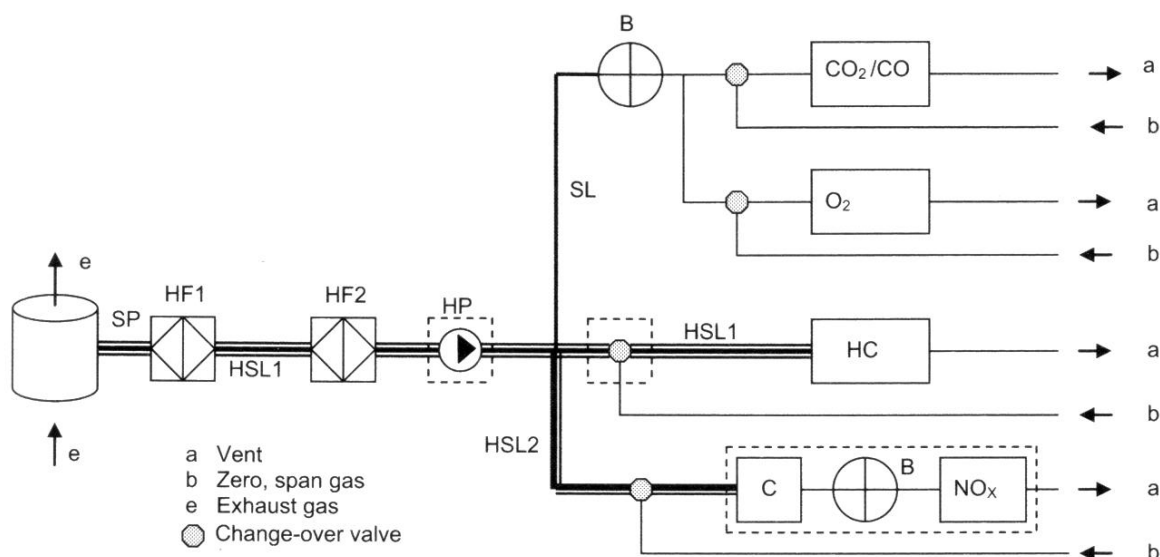 B
CO₂/CO
a
b
SL
O₂
a
b
e
SP
HF1
HF2
HP
HSL1
HSL1
HC
a
b
HSL2
e
a Vent
b Zero, span gas
e Exhaust gas
Change-over valve
C
B
NOₓ
a
b